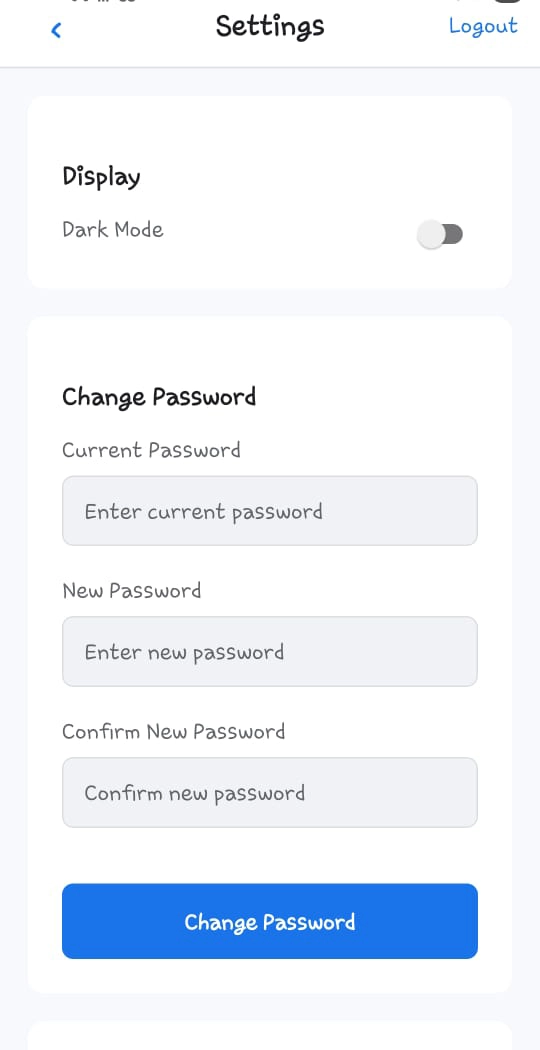 Settings
Logout
Display
Dark Mode
Change Password
Current Password
Enter current password
New Password
Enter new password
Confirm New Password
Confirm new password
Change Password